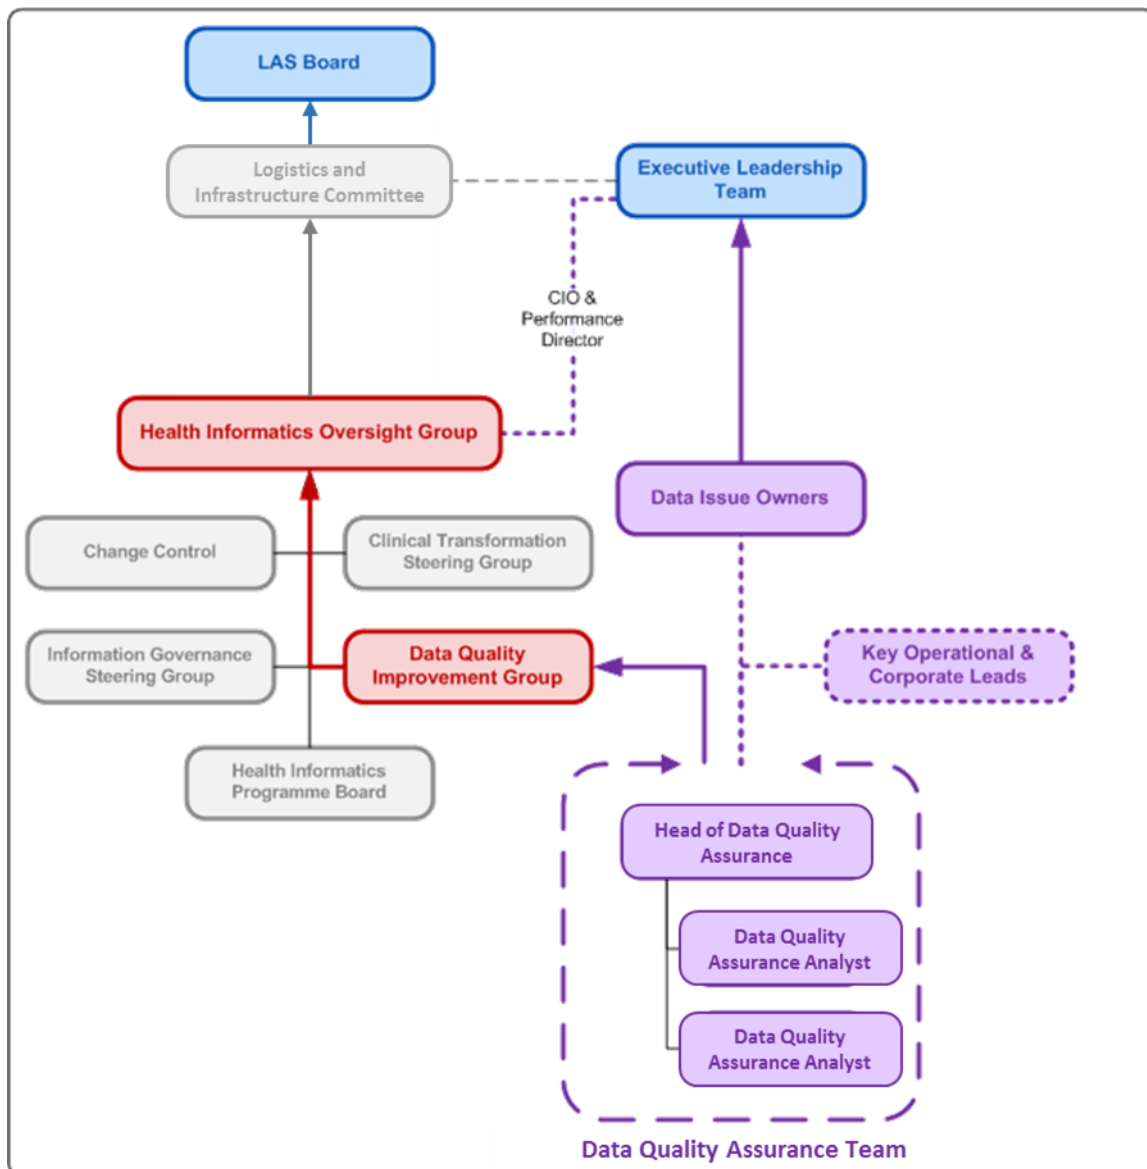 LAS Board
Logistics and
Infrastructure Committee
Executive Leadership
Team
CIO &
Performance
Director
Health Informatics Oversight Group
Data Issue Owners
Change Control
Clinical Transformation
Steering Group
Information Governance
Steering Group
Data Quality
Improvement Group
Key Operational &
Corporate Leads
Health Informatics
Programme Board
Head of Data Quality
Assurance
Data Quality
Assurance Analyst
Data Quality
Assurance Analyst
Data Quality Assurance Team